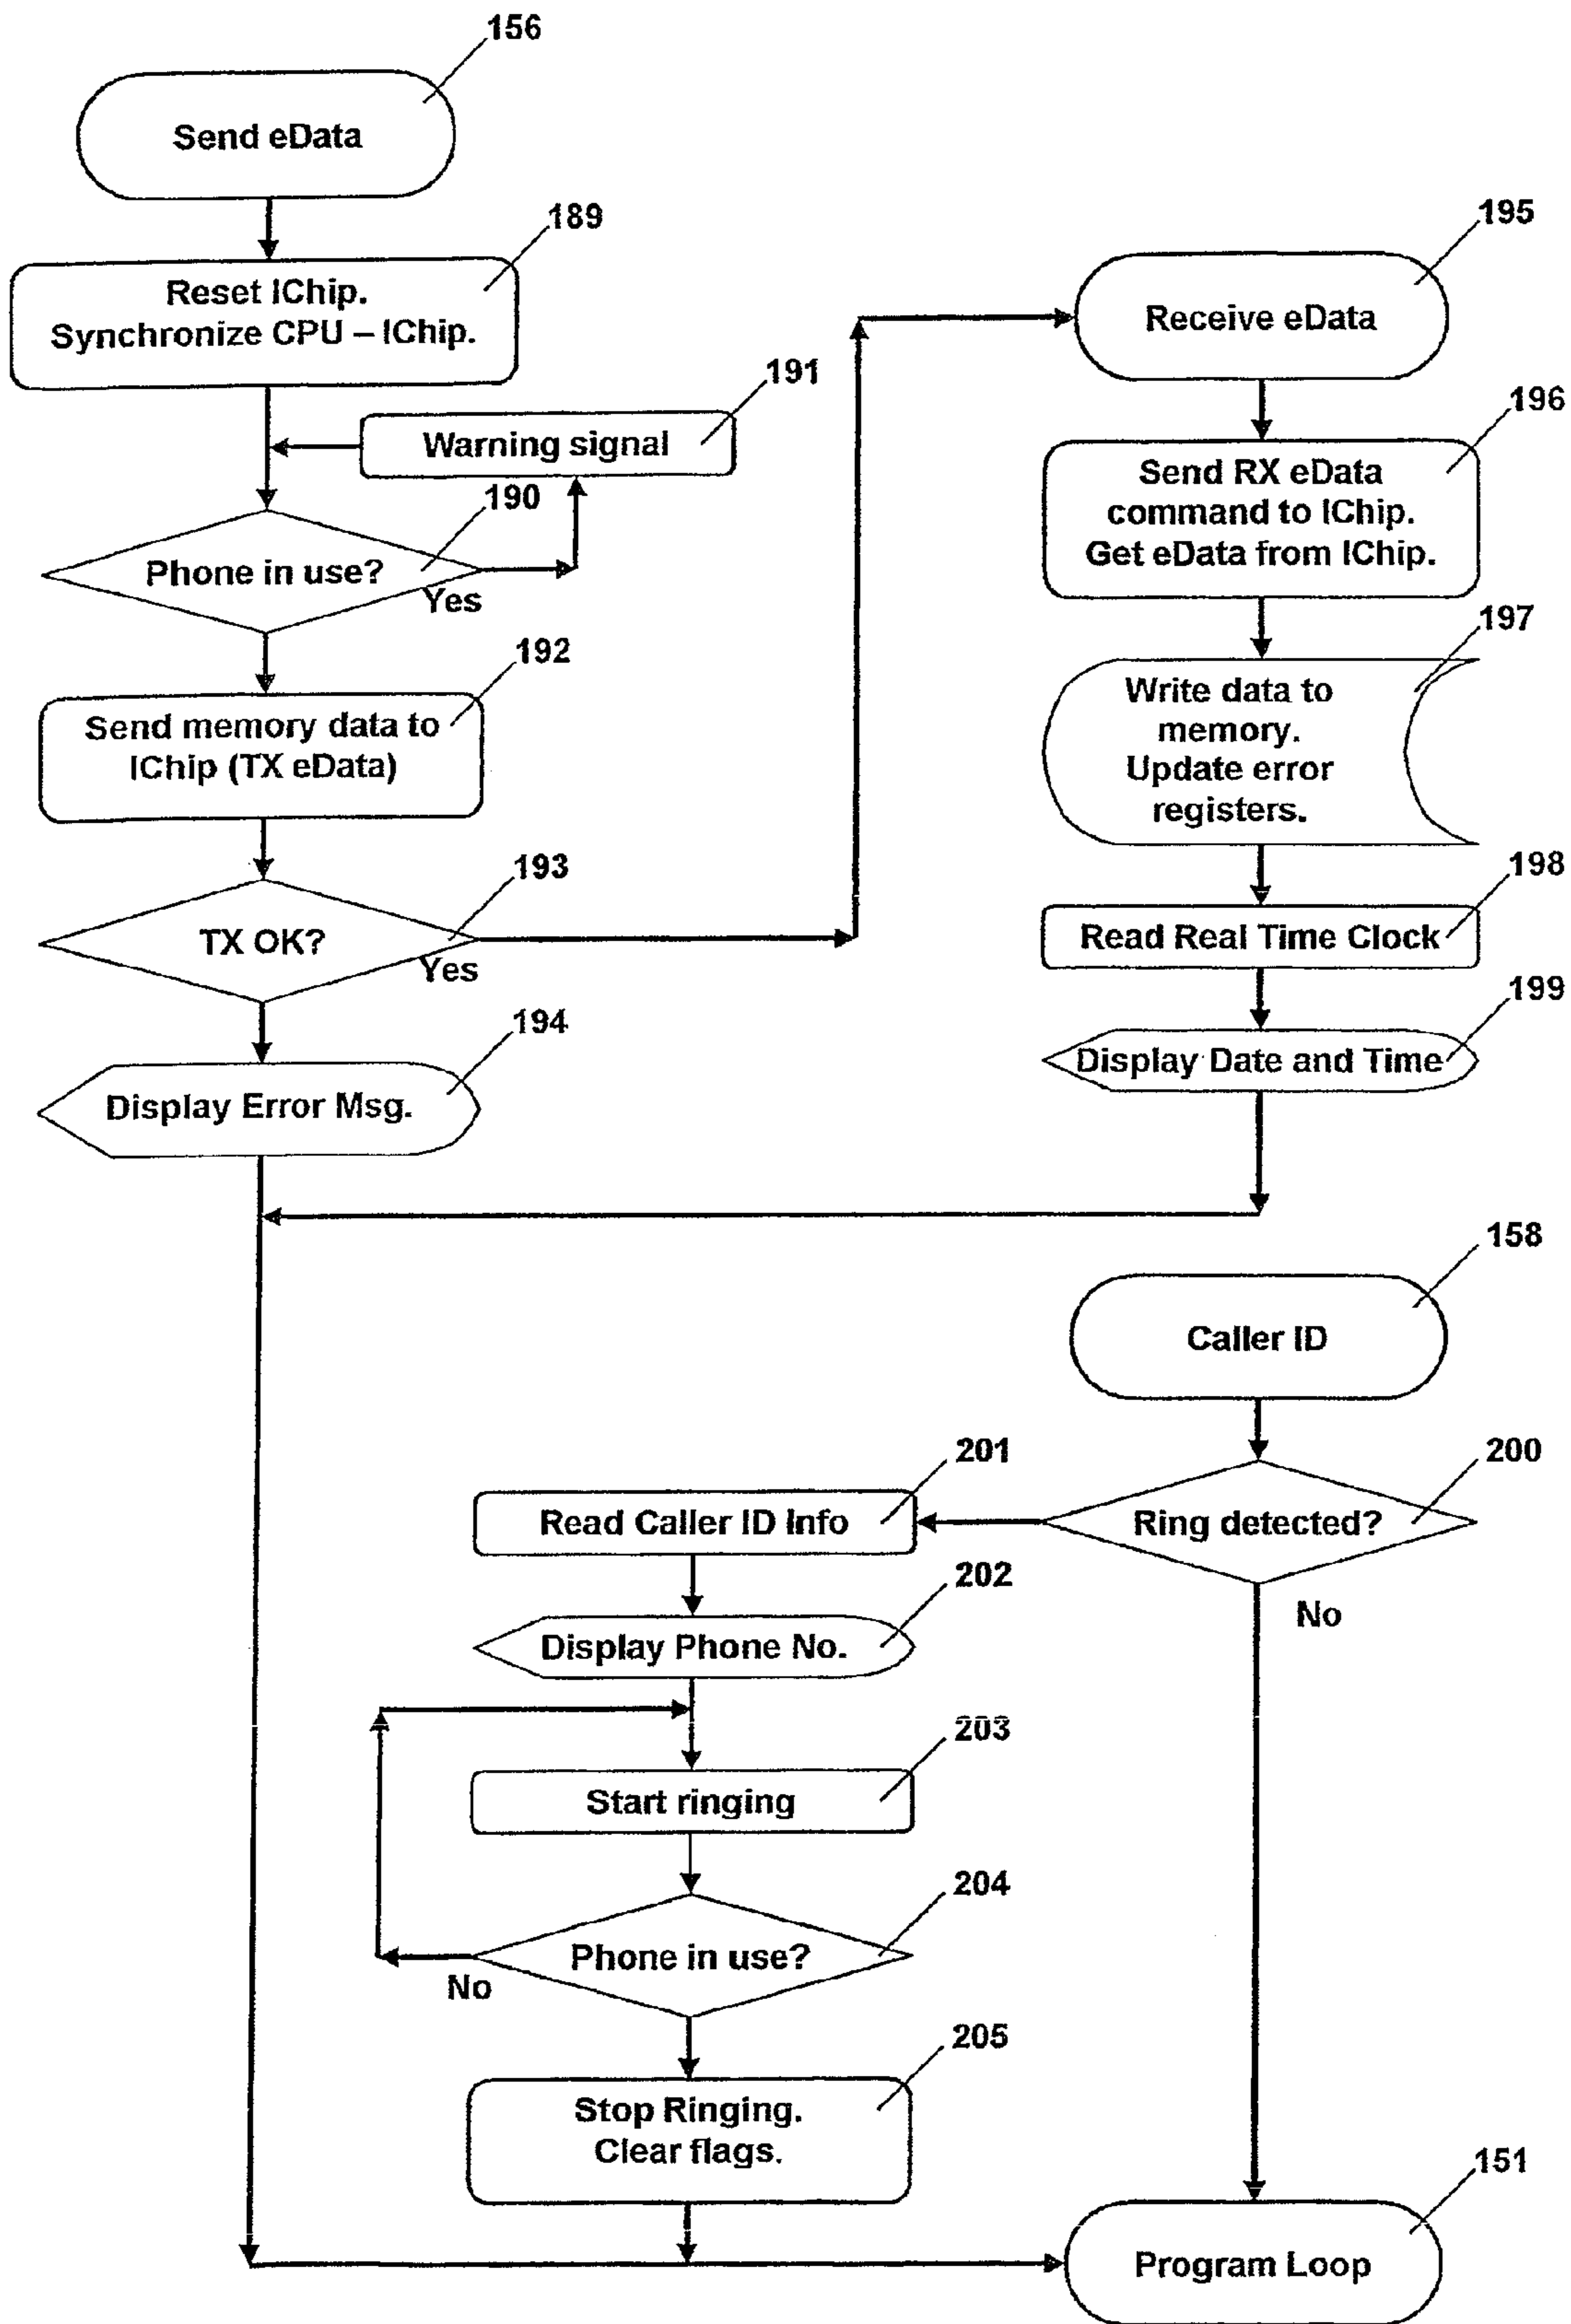 156
Send eData
189
Reset IChip.
Synchronize CPU – IChip.
191
Warning signal
190
Phone in use?
Yes
192
Send memory data to
IChip (TX eData)
193
TX OK?
Yes
194
Display Error Msg.
195
Receive eData
196
Send RX eData
command to IChip.
Get eData from IChip.
197
Write data to
memory.
Update error
registers.
198
Read Real Time Clock
199
Display Date and Time
158
Caller ID
200
Ring detected?
No
201
Read Caller ID Info
202
Display Phone No.
203
Start ringing
204
Phone in use?
No
205
Stop Ringing.
Clear flags.
151
Program Loop